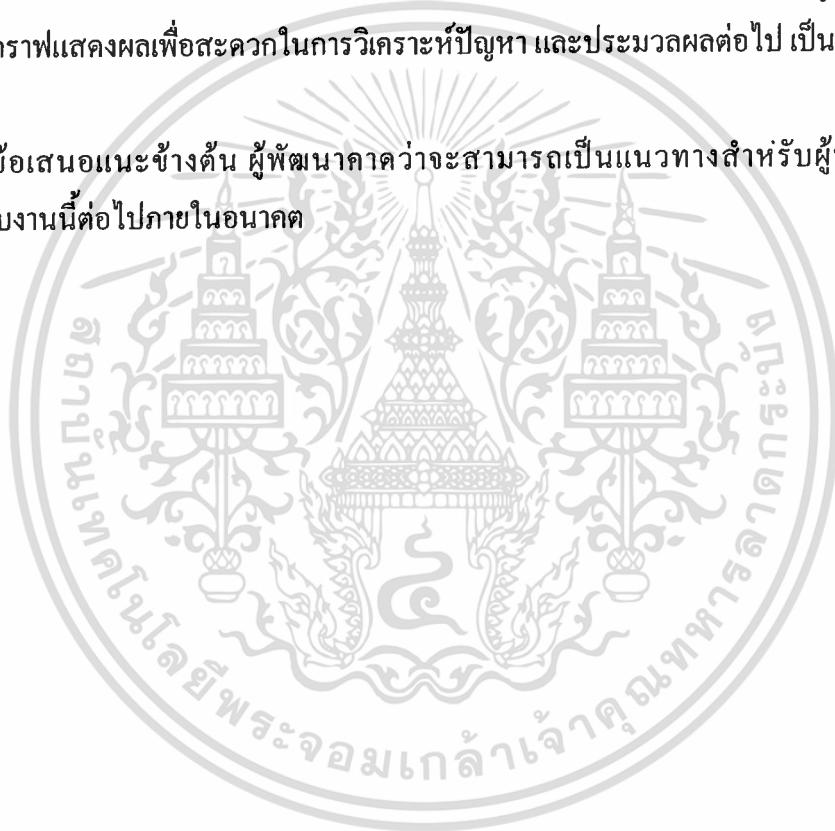 ราฟแสดงผลเพื่อสะดวกในการวิเคราะห์ปัญหา และประมวลผลต่อไป เป็น
ข้อเสนอแนะข้างต้น ผู้พัฒนาคาดว่าจะสามารถเป็นแนวทางสำหรับผู้
งานนี้ต่อไปภายในอนาคต
สถาบันเทคโนโลยีพระจอมเกล้าเจ้าคุณทหารลาดกระบัง